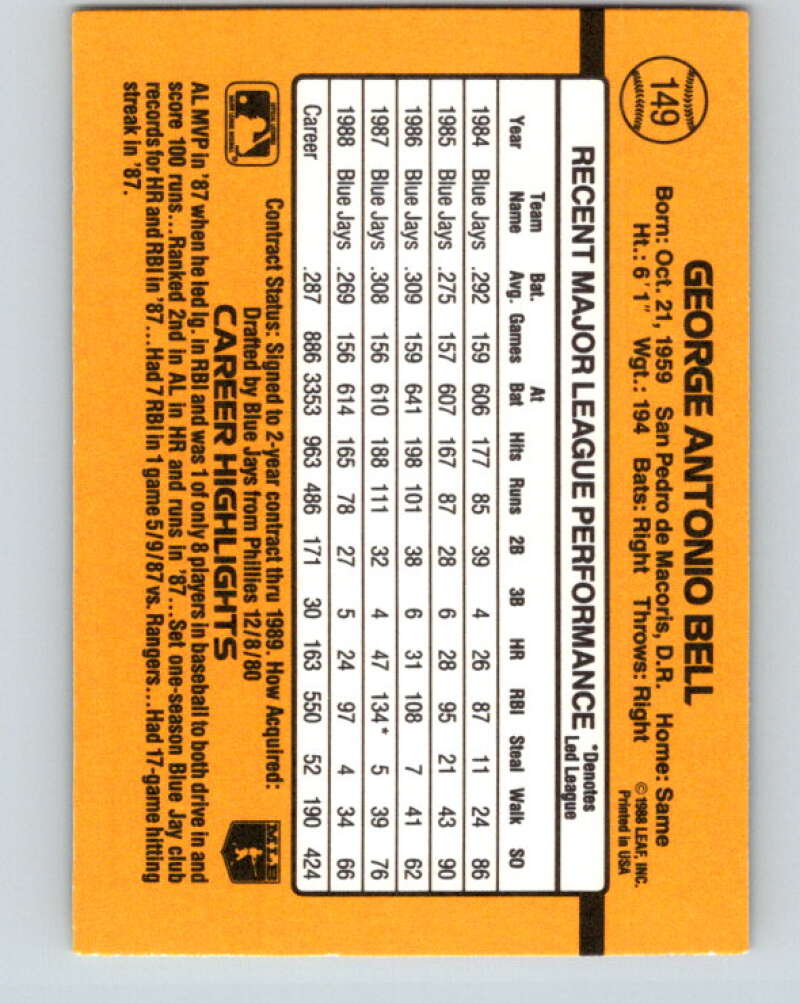 149
GEORGE ANTONIO BELL
Born: Oct. 21, 1959 San Pedro de Macoris, D.R. Home: Same
Ht.: 6'1" Wgt.: 194 Bats: Right Throws: Right
© 1988 LEAF, INC.
Printed in USA
RECENT MAJOR LEAGUE PERFORMANCE *Denotes Led League
Year Team Name Bat. Avg. Games At Bat Hits Runs 2B 3B HR RBI Steal Walk SO
1984 Blue Jays .292 159 606 177 85 39 4 26 87 11 24 86
1985 Blue Jays .275 157 607 167 87 28 6 28 95 21 43 90
1986 Blue Jays .309 159 641 198 101 38 6 31 108 7 41 62
1987 Blue Jays .308 156 610 188 111 32 4 47 134* 5 39 76
1988 Blue Jays .269 156 614 165 78 27 5 24 97 4 34 66
Career .287 886 3353 963 486 171 30 163 550 52 190 424
Contract Status: Signed to 2-year contract thru 1989. How Acquired:
Drafted by Blue Jays from Phillies 12/8/80
CAREER HIGHLIGHTS
MLB
AL MVP in '87 when he led lg. in RBI and was 1 of only 8 players in baseball to both drive in and
score 100 runs...Ranked 2nd in AL in HR and runs in '87...Set one-season Blue Jay club
records for HR and RBI in '87...Had 7 RBI in 1 game 5/9/87 vs. Rangers...Had 17-game hitting
streak in '87.